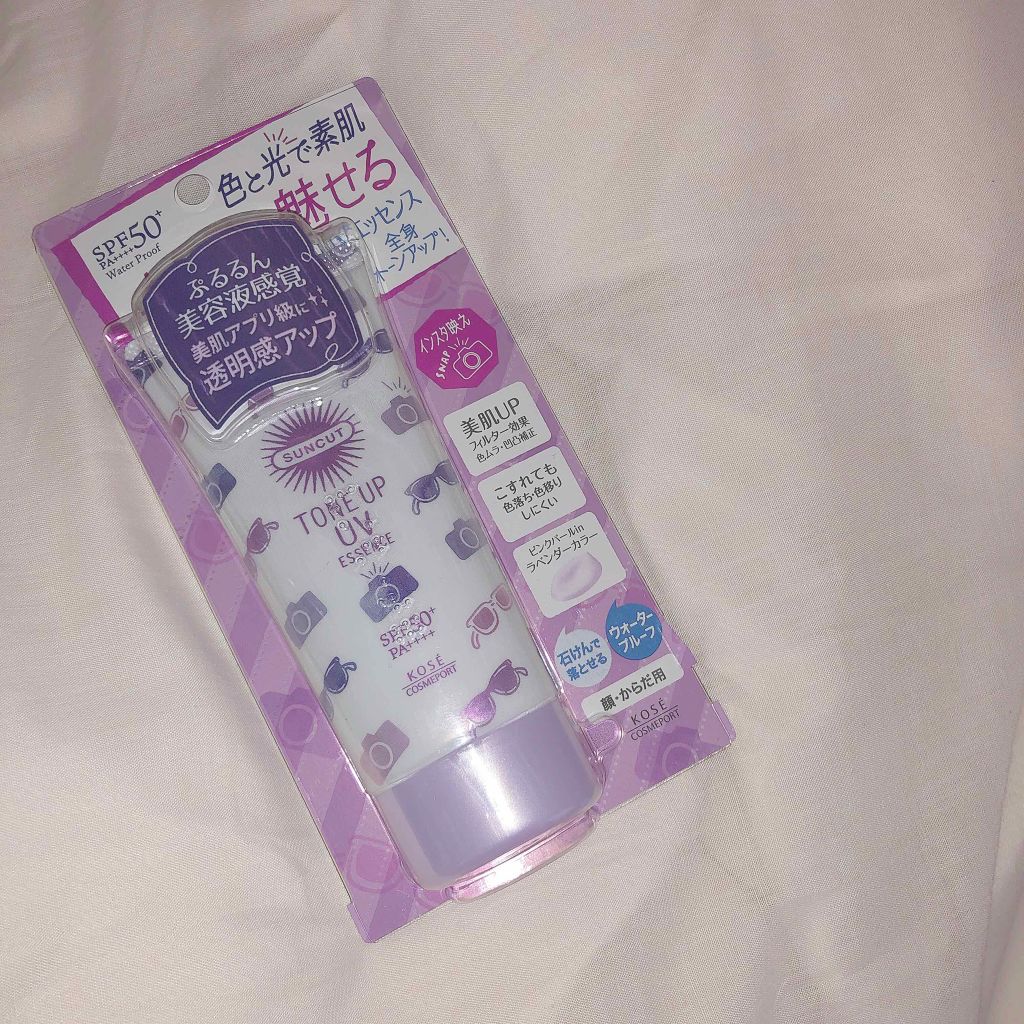 色と光で素肌
魅せる
エッセンス
全身
トーンアップ!
SPF50+
PA++++
Water Proof
ぷるるん
美容液感覚
美肌アプリ級に
透明感アップ
インスタ映え
SNAP
SUNCUT
TONE UP
UV
ESSENCE
SPF50+
PA++++
KOSÉ
COSMEPORT
美肌UP
フィルター効果
色ムラ・凹凸補正
こすれても
色落ち・色移り
しにくい
ピンクパールin
ラベンダーカラー
ウォーター
プルーフ
石けんで
落とせる
顔・からだ用
KOSÉ
COSMEPORT